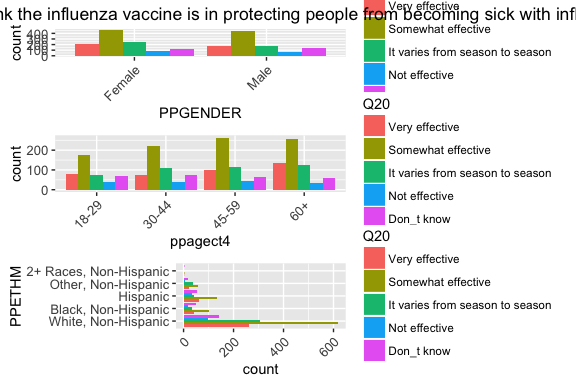 nk the influenza vaccine is in protecting people from becoming sick with infl
Very effective
Somewhat effective
It varies from season to season
Not effective
count
400
300
200
100
0
Female
Male
PPGENDER
Q20
Very effective
Somewhat effective
It varies from season to season
Not effective
Don_t know
count
200
100
0
18-29
30-44
45-59
60+
ppagect4
Q20
Very effective
Somewhat effective
It varies from season to season
Not effective
Don_t know
PPETHM
2+ Races, Non-Hispanic
Other, Non-Hispanic
Hispanic
Black, Non-Hispanic
White, Non-Hispanic
0
200
400
600
count